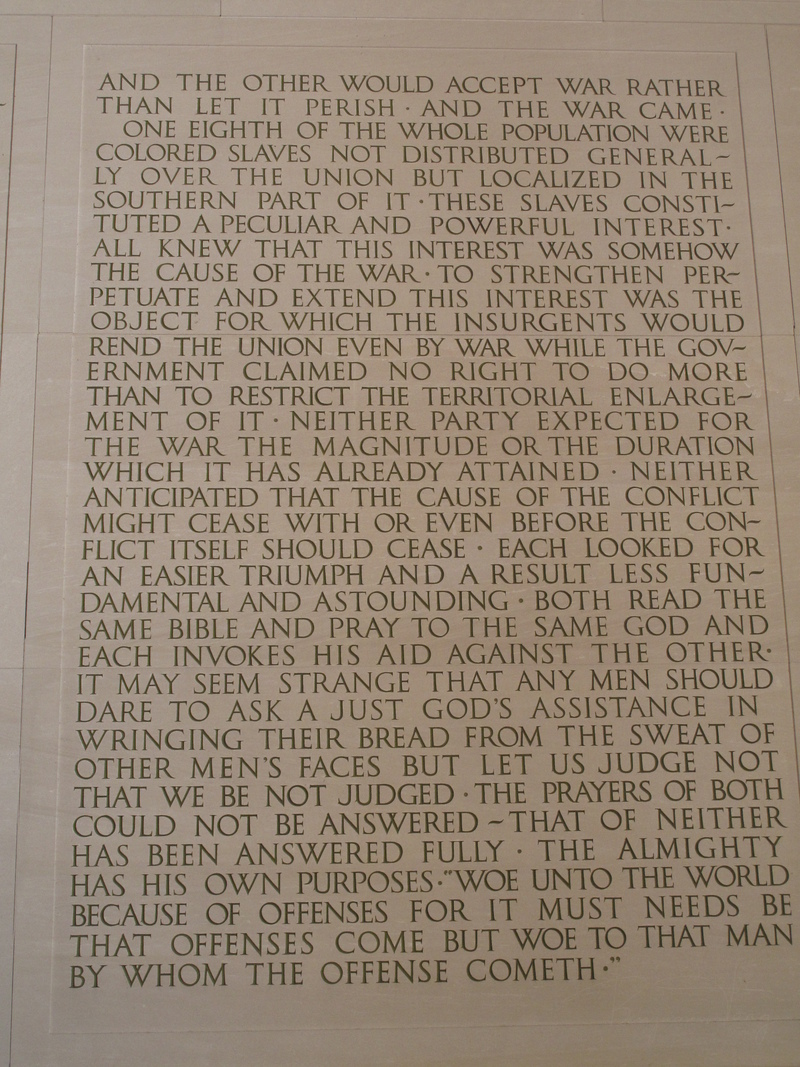 AND THE OTHER WOULD ACCEPT WAR RATHER
THAN LET IT PERISH · AND THE WAR CAME ·
ONE EIGHTH OF THE WHOLE POPULATION WERE
COLORED SLAVES NOT DISTRIBUTED GENERAL~
LY OVER THE UNION BUT LOCALIZED IN THE
SOUTHERN PART OF IT · THESE SLAVES CONSTI~
TUTED A PECULIAR AND POWERFUL INTEREST ·
ALL KNEW THAT THIS INTEREST WAS SOMEHOW
THE CAUSE OF THE WAR · TO STRENGTHEN PER~
PETUATE AND EXTEND THIS INTEREST WAS THE
OBJECT FOR WHICH THE INSURGENTS WOULD
REND THE UNION EVEN BY WAR WHILE THE GOV~
ERNMENT CLAIMED NO RIGHT TO DO MORE
THAN TO RESTRICT THE TERRITORIAL ENLARGE~
MENT OF IT · NEITHER PARTY EXPECTED FOR
THE WAR THE MAGNITUDE OR THE DURATION
WHICH IT HAS ALREADY ATTAINED · NEITHER
ANTICIPATED THAT THE CAUSE OF THE CONFLICT
MIGHT CEASE WITH OR EVEN BEFORE THE CON~
FLICT ITSELF SHOULD CEASE · EACH LOOKED FOR
AN EASIER TRIUMPH AND A RESULT LESS FUN~
DAMENTAL AND ASTOUNDING · BOTH READ THE
SAME BIBLE AND PRAY TO THE SAME GOD AND
EACH INVOKES HIS AID AGAINST THE OTHER ·
IT MAY SEEM STRANGE THAT ANY MEN SHOULD
DARE TO ASK A JUST GOD'S ASSISTANCE IN
WRINGING THEIR BREAD FROM THE SWEAT OF
OTHER MEN'S FACES BUT LET US JUDGE NOT
THAT WE BE NOT JUDGED · THE PRAYERS OF BOTH
COULD NOT BE ANSWERED ~ THAT OF NEITHER
HAS BEEN ANSWERED FULLY · THE ALMIGHTY
HAS HIS OWN PURPOSES · "WOE UNTO THE WORLD
BECAUSE OF OFFENSES FOR IT MUST NEEDS BE
THAT OFFENSES COME BUT WOE TO THAT MAN
BY WHOM THE OFFENSE COMETH · "